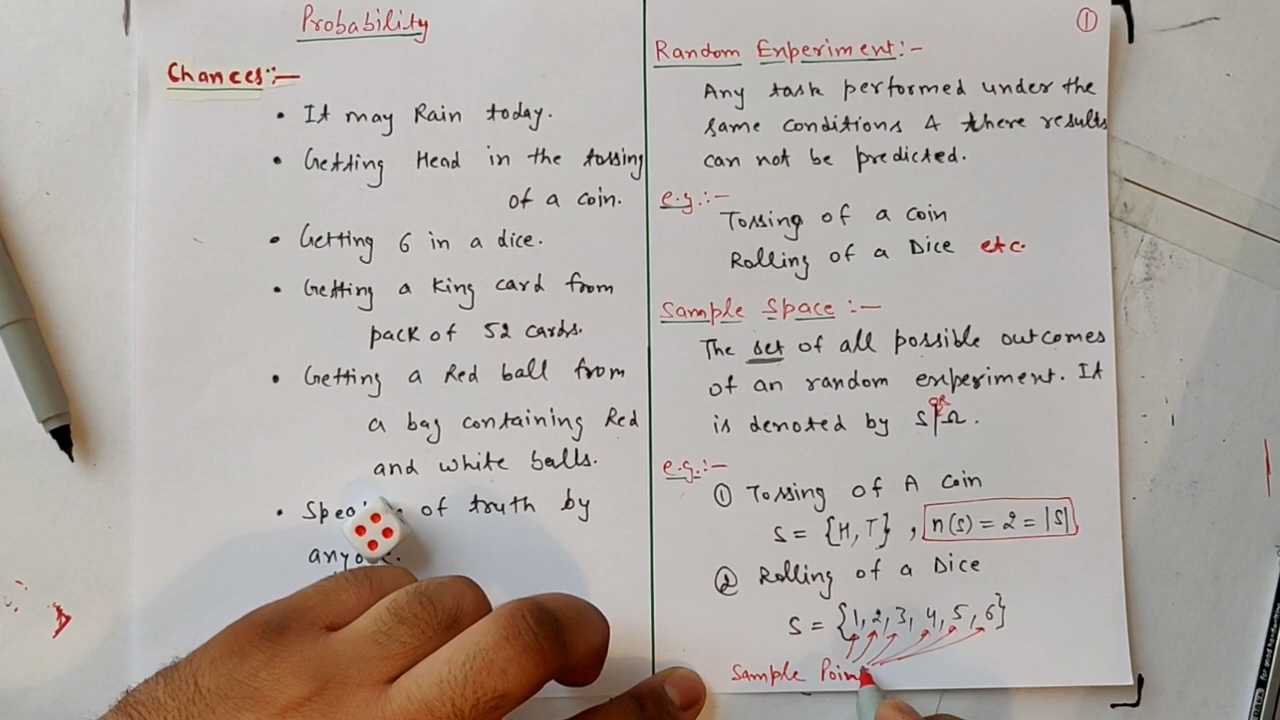 Probability
Chances:-
• It may Rain today.
• Getting Head in the tossing
of a coin.
• Getting 6 in a dice.
• Getting a King card from
pack of 52 cards.
• Getting a Red ball from
a bag containing Red
and white balls.
• of truth by
①
Random Experiment:-
Any task performed under the
same conditions & there results
can not be predicted.
e.g.:-
Tossing of a coin
Rolling of a Dice etc.
Sample Space:-
The set of all possible outcomes
of an random experiment. It
is denoted by S|Ω.
OR
e.g.:-
① Tossing of A coin
S = {H, T}, n(s) = 2 = |S|
② Rolling of a Dice
S = {1, 2, 3, 4, 5, 6}
Sample Poin